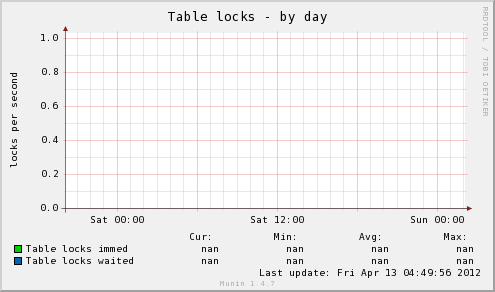 Table locks - by day
RRDTOOL / TOBI OETIKER
locks per second
1.0
0.8
0.6
0.4
0.2
0.0
Sat 00:00 Sat 12:00 Sun 00:00
Cur: Min: Avg: Max:
Table locks immed nan nan nan nan
Table locks waited nan nan nan nan
Last update: Fri Apr 13 04:49:56 2012
Munin 1.4.7